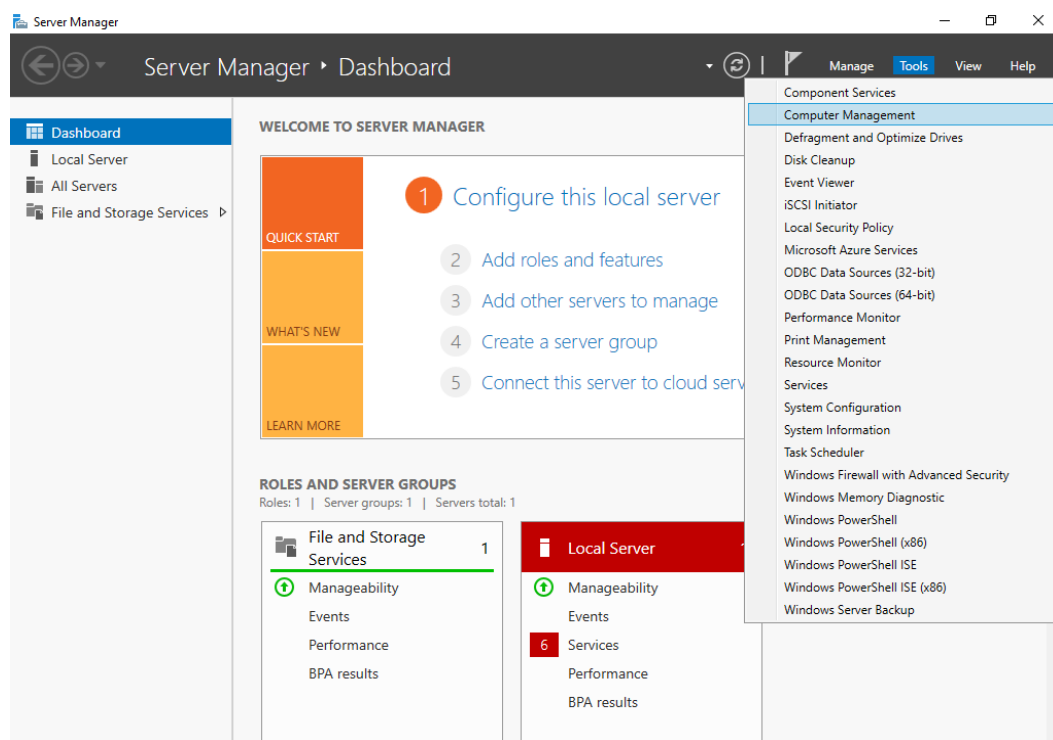 Server Manager
Server Manager • Dashboard
Manage Tools View Help
Dashboard
Local Server
All Servers
File and Storage Services
WELCOME TO SERVER MANAGER
QUICK START
WHAT'S NEW
LEARN MORE
1 Configure this local server
2 Add roles and features
3 Add other servers to manage
4 Create a server group
5 Connect this server to cloud serv
ROLES AND SERVER GROUPS
Roles: 1 | Server groups: 1 | Servers total: 1
File and Storage
Services
1
Manageability
Events
Performance
BPA results
Local Server
Manageability
Events
6 Services
Performance
BPA results
Component Services
Computer Management
Defragment and Optimize Drives
Disk Cleanup
Event Viewer
iSCSI Initiator
Local Security Policy
Microsoft Azure Services
ODBC Data Sources (32-bit)
ODBC Data Sources (64-bit)
Performance Monitor
Print Management
Resource Monitor
Services
System Configuration
System Information
Task Scheduler
Windows Firewall with Advanced Security
Windows Memory Diagnostic
Windows PowerShell
Windows PowerShell (x86)
Windows PowerShell ISE
Windows PowerShell ISE (x86)
Windows Server Backup